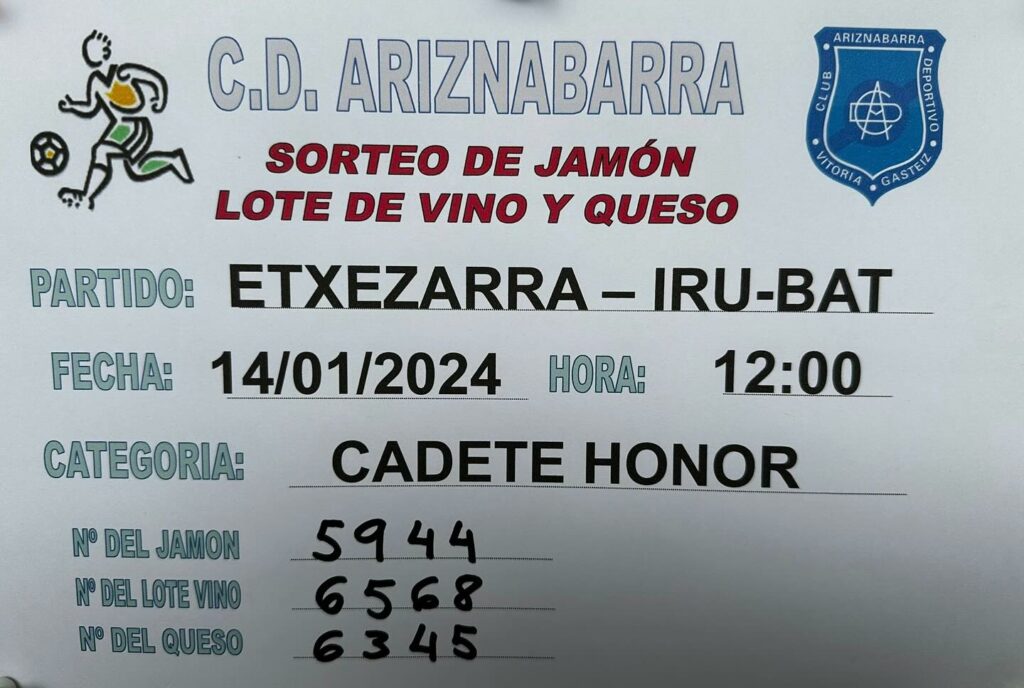 C.D. ARIZNABARRA
ARIZNABARRA
CLUB DEPORTIVO
VITORIA GASTEIZ
SORTEO DE JAMÓN
LOTE DE VINO Y QUESO
PARTIDO: ETXEZARRA – IRU-BAT
FECHA: 14/01/2024 HORA: 12:00
CATEGORIA: CADETE HONOR
Nº DEL JAMON 5944
Nº DEL LOTE VINO 6568
Nº DEL QUESO 6345